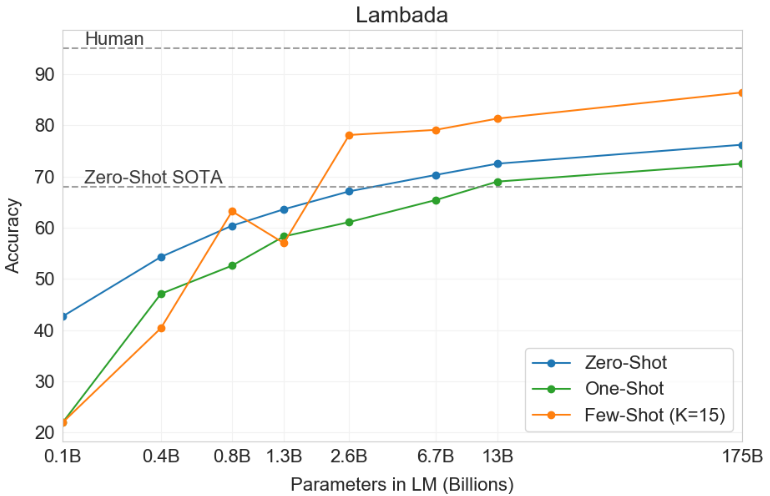 Lambada
Human
90
80
70
Zero-Shot SOTA
60
50
40
30
20
Accuracy
Zero-Shot
One-Shot
Few-Shot (K=15)
0.1B 0.4B 0.8B 1.3B 2.6B 6.7B 13B 175B
Parameters in LM (Billions)